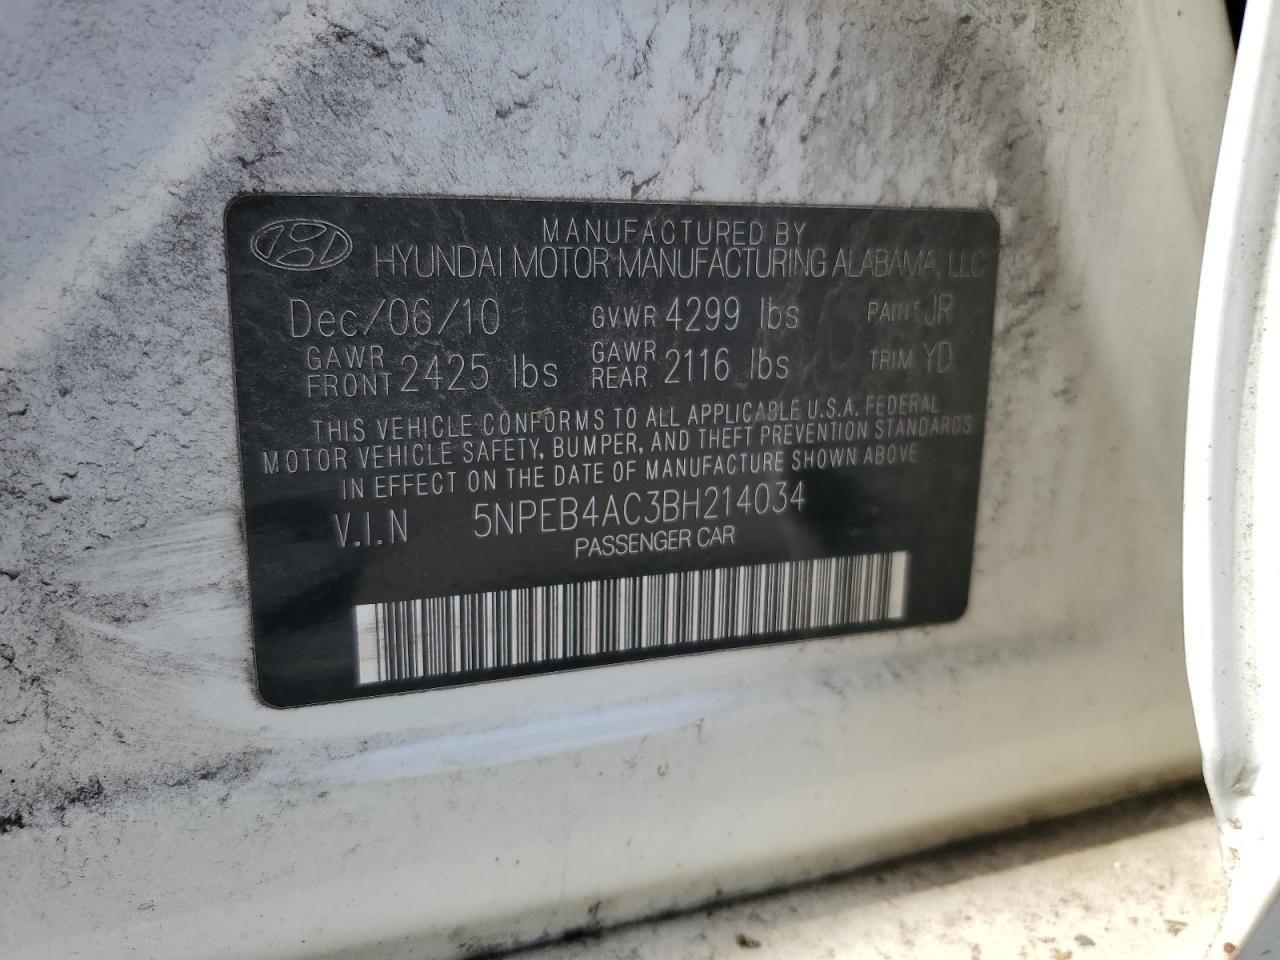 MANUFACTURED BY
HYUNDAI MOTOR MANUFACTURING ALABAMA, LLC
Dec/06/10 GVWR 4299 lbs PAINT JR
GAWR FRONT 2425 lbs GAWR REAR 2116 lbs TRIM YD
THIS VEHICLE CONFORMS TO ALL APPLICABLE U.S.A. FEDERAL
MOTOR VEHICLE SAFETY, BUMPER, AND THEFT PREVENTION STANDARDS
IN EFFECT ON THE DATE OF MANUFACTURE SHOWN ABOVE
V.I.N 5NPEB4AC3BH214034
PASSENGER CAR